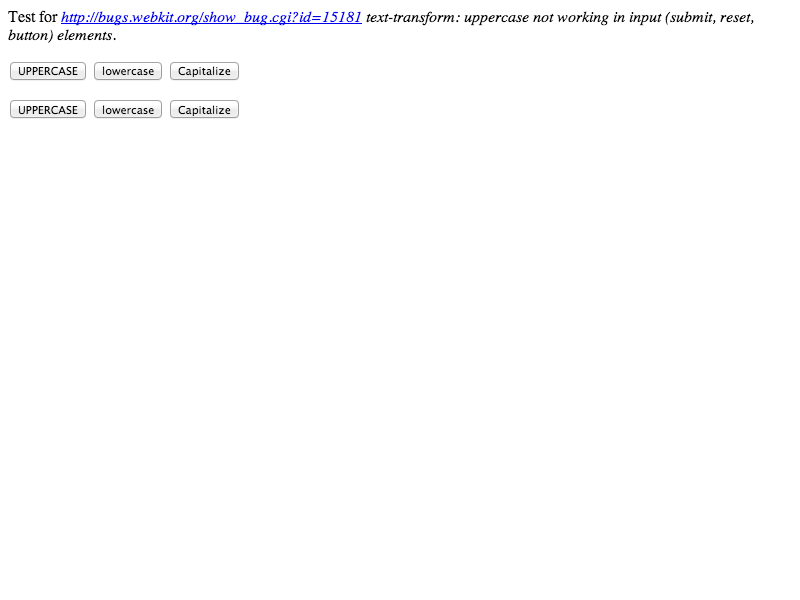 Test for http://bugs.webkit.org/show_bug.cgi?id=15181 text-transform: uppercase not working in input (submit, reset,
button) elements.
UPPERCASE lowercase Capitalize
UPPERCASE lowercase Capitalize